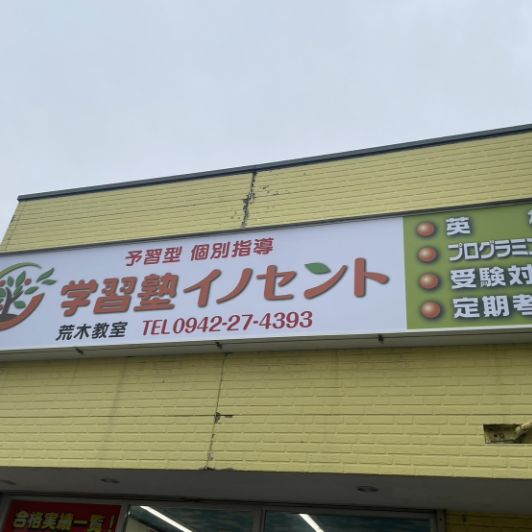 予習型 個別指導
学習塾イノセント
荒木教室 TEL0942-27-4393
英
プログラミ
受験対
定期考
合格実績一覧!